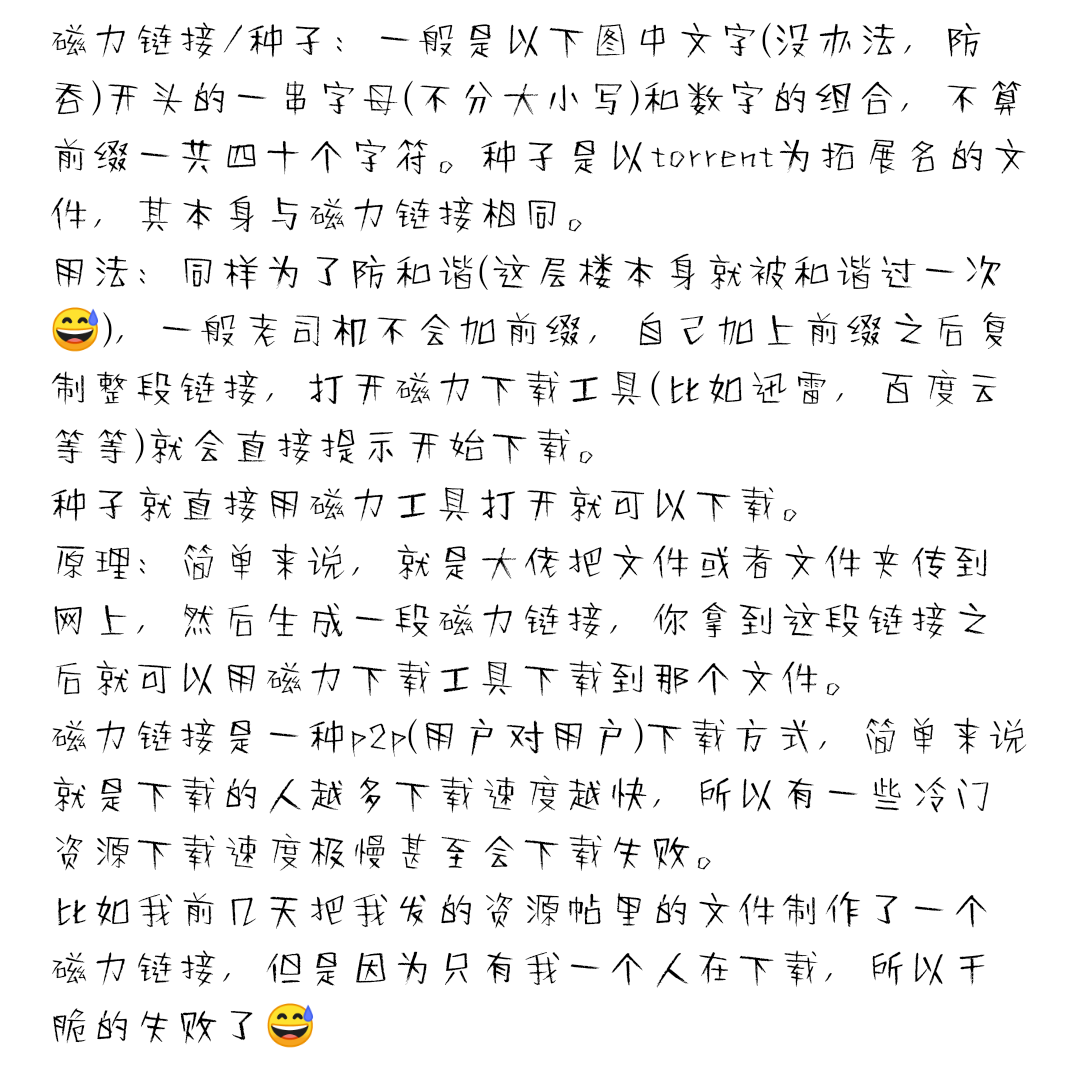 磁力链接/种子：一般是以下图中文字(没办法，防
吞)开头的一串字母(不分大小写)和数字的组合，不算
前缀一共四十个字符。种子是以torrent为拓展名的文
件，其本身与磁力链接相同。
用法：同样为了防和谐(这层楼本身就被和谐过一次
😅)，一般老司机不会加前缀，自己加上前缀之后复
制整段链接，打开磁力下载工具(比如迅雷，百度云
等等)就会直接提示开始下载。
种子就直接用磁力工具打开就可以下载。
原理：简单来说，就是大佬把文件或者文件夹传到
网上，然后生成一段磁力链接，你拿到这段链接之
后就可以用磁力下载工具下载到那个文件。
磁力链接是一种p2p(用户对用户)下载方式，简单来说
就是下载的人越多下载速度越快，所以有一些冷门
资源下载速度极慢甚至会下载失败。
比如我前几天把我发的资源帖里的文件制作了一个
磁力链接，但是因为只有我一个人在下载，所以干
脆的失败了😅